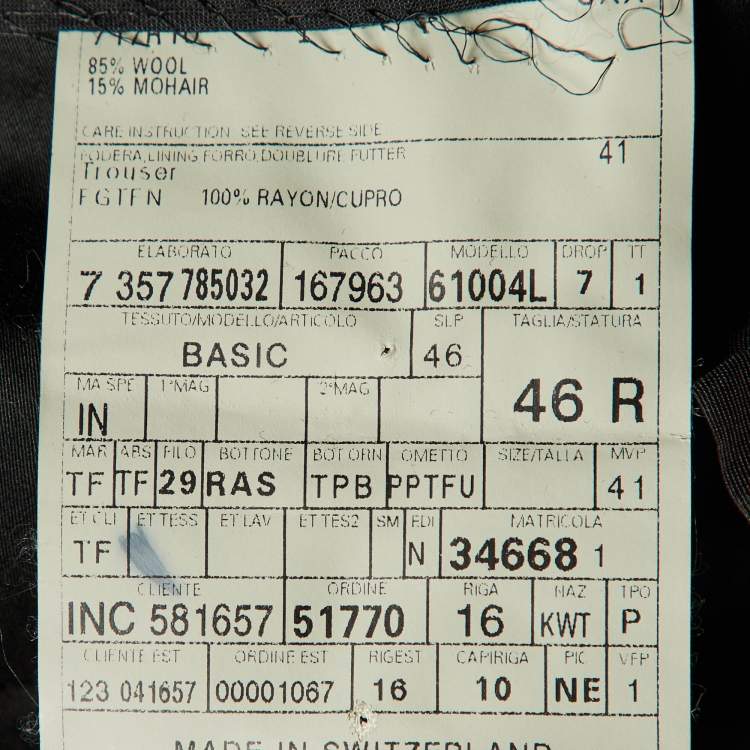 85% WOOL
15% MOHAIR
CARE INSTRUCTION SEE REVERSE SIDE
FODERA, LINING FORRO, DOUBLURE FUTTER 41
Trouser
FGTFN 100% RAYON/CUPRO
ELABORATO PACCO MODELLO DROP TT
7 357 785032 167963 61004L 7 1
TESSUTO/MODELLO/ARTICOLO SLP TAGLIA/STATURA
BASIC 46 46 R
MA SPE 1°MAG 2°MAG
IN
MAR ABS FILO BOTTONE BOT ORN OMETTO SIZE/TALLA MVP
TF TF 29 RAS TPB PPTFU 41
ET CLI ET TESS ET LAV ET TES2 SM EDI MATRICOLA
TF N 34668 1
CLIENTE ORDINE RIGA NAZ TPO
INC 581657 51770 16 KWT P
CLIENTE EST ORDINE EST RIGEST CAPIRIGA PIC VFP
123 041657 00001067 16 10 NE 1
MADE IN SWITZERLAND